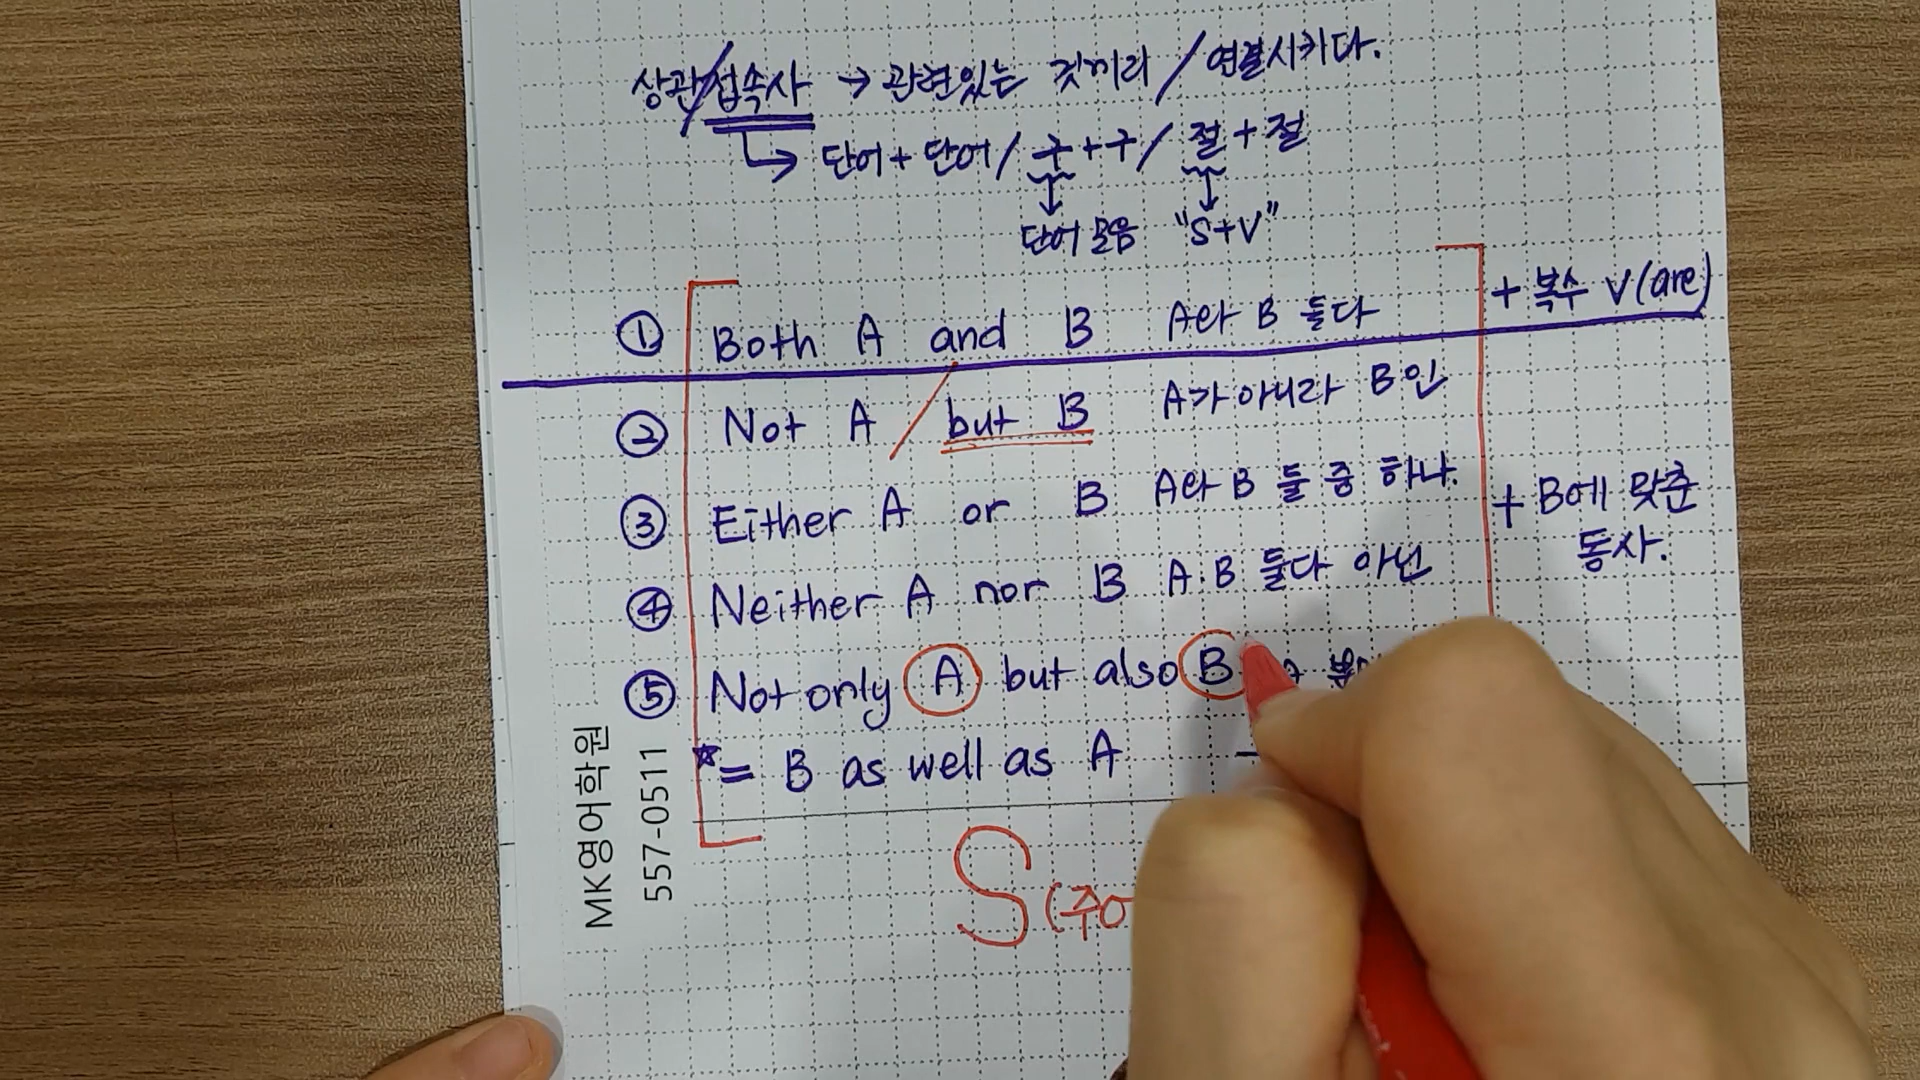 상관/접속사 → 관련있는 것끼리 / 연결시키다.
↳ 단어 + 단어 / 구 + 구 / 절 + 절
↓ ↓
단어 모음 "S+V"
① Both A and B A와 B 둘다 + 복수 V(are)
② Not A / but B A가 아니라 B인
③ Either A or B A와 B 둘 중 하나.
+ B에 맞춘
동사.
④ Neither A nor B A·B 둘다 아닌
⑤ Not only A but also B
*= B as well as A
S (주어
MK영어학원
557-0511